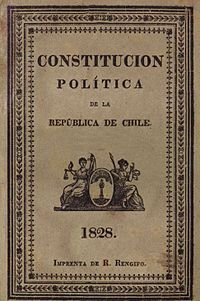 CONSTITUCION
POLÍTICA
DE LA
REPÚBLICA DE CHILE.
1828.
IMPRENTA DE R. RENGIFO.